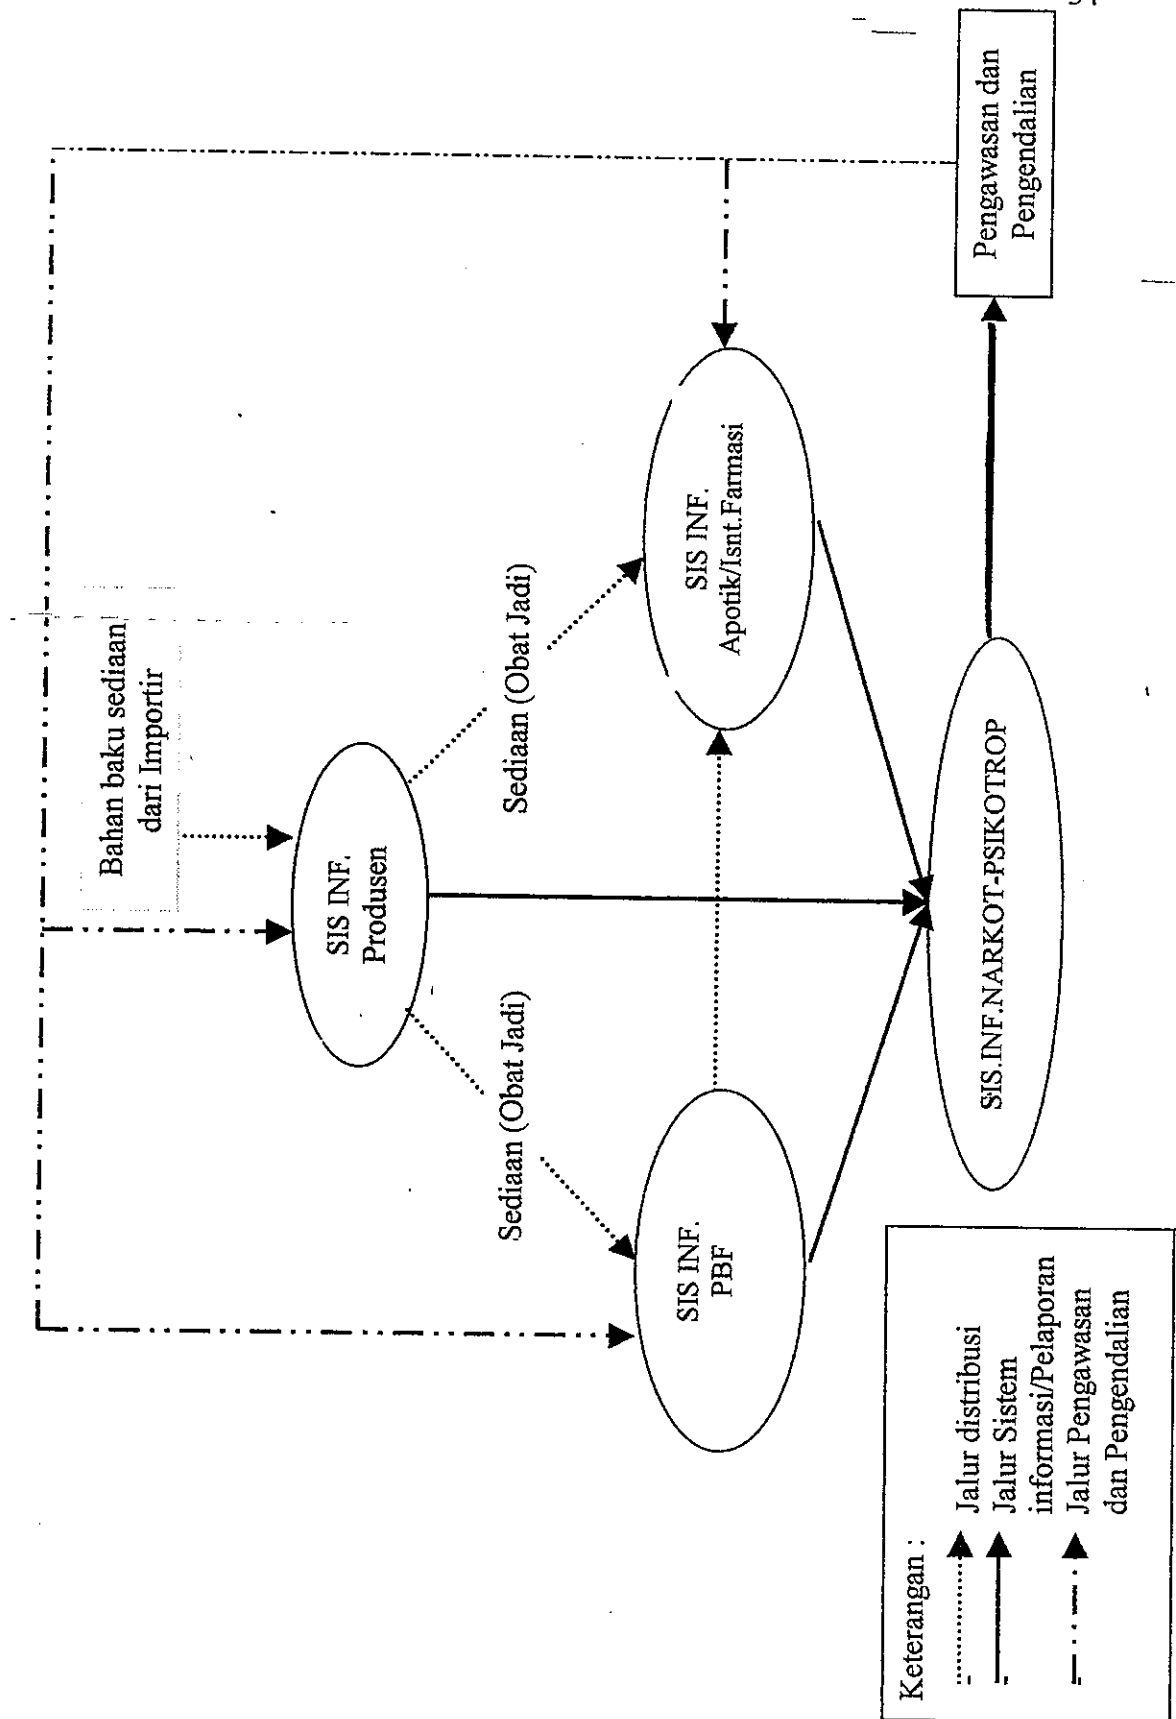 Bahan baku sediaan
dari Importir
SIS INF.
Produsen
Sediaan (Obat Jadi)
Sediaan (Obat Jadi)
SIS INF.
PBF
SIS INF.
Apotik/Isnt.Farmasi
SIS.INF.NARKOT-PSIKOTROP
Pengawasan dan
Pengendalian
Keterangan :
Jalur distribusi
Jalur Sistem
informasi/Pelaporan
Jalur Pengawasan
dan Pengendalian